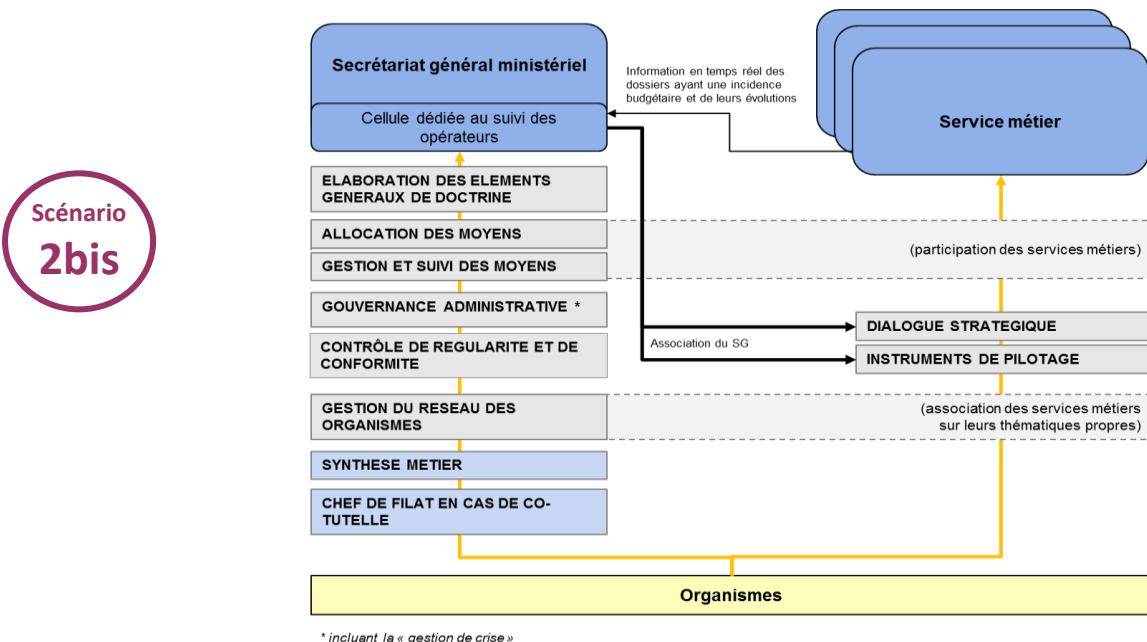 Scénario
2bis
Secrétariat général ministériel
Cellule dédiée au suivi des
opérateurs
Information en temps réel des
dossiers ayant une incidence
budgétaire et de leurs évolutions
Service métier
ELABORATION DES ELEMENTS
GENERAUX DE DOCTRINE
ALLOCATION DES MOYENS
GESTION ET SUIVI DES MOYENS
(participation des services métiers)
GOUVERNANCE ADMINISTRATIVE *
CONTRÔLE DE REGULARITE ET DE
CONFORMITE
Association du SG
DIALOGUE STRATEGIQUE
INSTRUMENTS DE PILOTAGE
GESTION DU RESEAU DES
ORGANISMES
(association des services métiers
sur leurs thématiques propres)
SYNTHESE METIER
CHEF DE FILAT EN CAS DE CO-
TUTELLE
Organismes
* incluant la « gestion de crise »